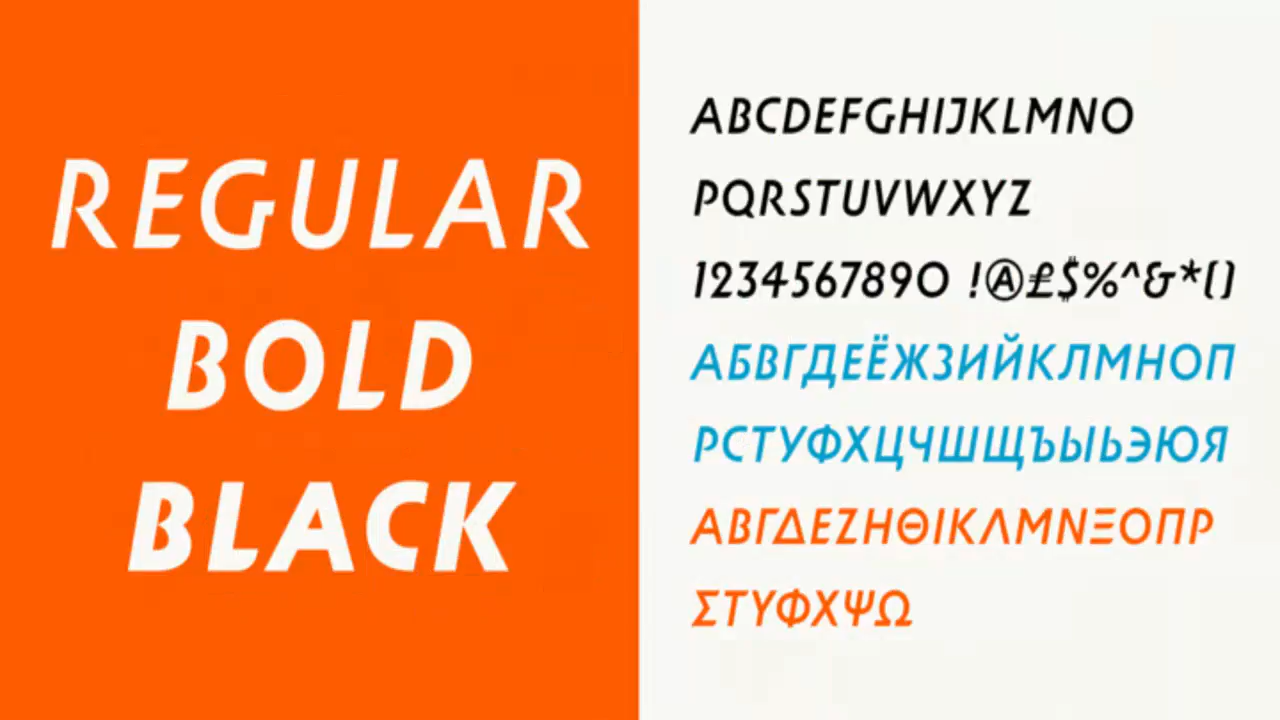 REGULAR
BOLD
BLACK
ABCDEFGHIJKLMNO
PQRSTUVWXYZ
1234567890 !Ⓐ£$%^&*()
АБВГДЕЁЖЗИЙКЛМНОП
РСТУФХЦЧШЩЪЫЬЭЮЯ
ΑΒΓΔΕΖΗΘΙΚΛΜΝΞΟΠΡ
ΣΤΥΦΧΨΩ